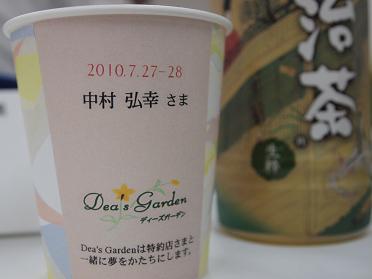 2010.7.27-28
中村 弘幸 さま
Dea's Garden
ディーズガーデン
Dea's Gardenは特約店さまと
一緒に夢をかたちにします。
治茶